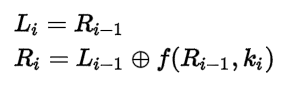 L_i = R_{i-1}
R_i = L_{i-1} ⊕ f(R_{i-1}, k_i)